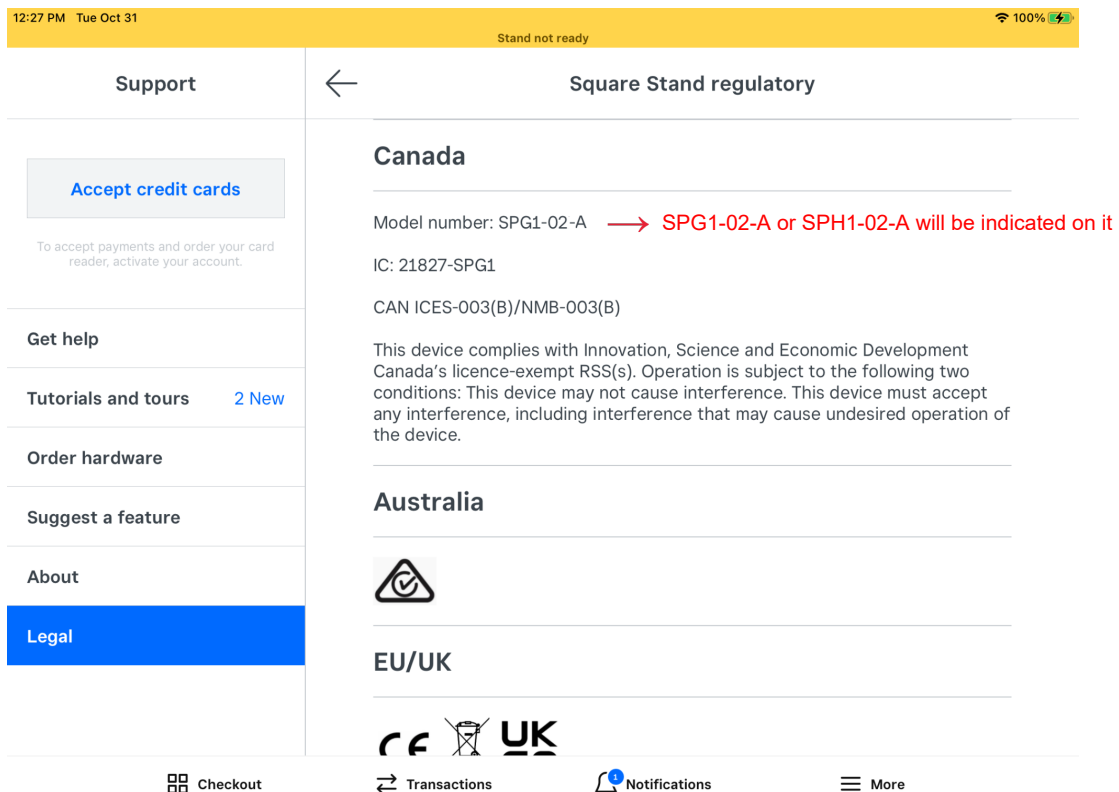 12:27 PM Tue Oct 31
100%
Stand not ready
Support
Square Stand regulatory
Accept credit cards
To accept payments and order your card
reader, activate your account.
Get help
Tutorials and tours 2 New
Order hardware
Suggest a feature
About
Legal
Canada
Model number: SPG1-02-A → SPG1-02-A or SPH1-02-A will be indicated on it
IC: 21827-SPG1
CAN ICES-003(B)/NMB-003(B)
This device complies with Innovation, Science and Economic Development
Canada’s licence-exempt RSS(s). Operation is subject to the following two
conditions: This device may not cause interference. This device must accept
any interference, including interference that may cause undesired operation of
the device.
Australia
EU/UK
CE UK
Checkout
Transactions
1
Notifications
More